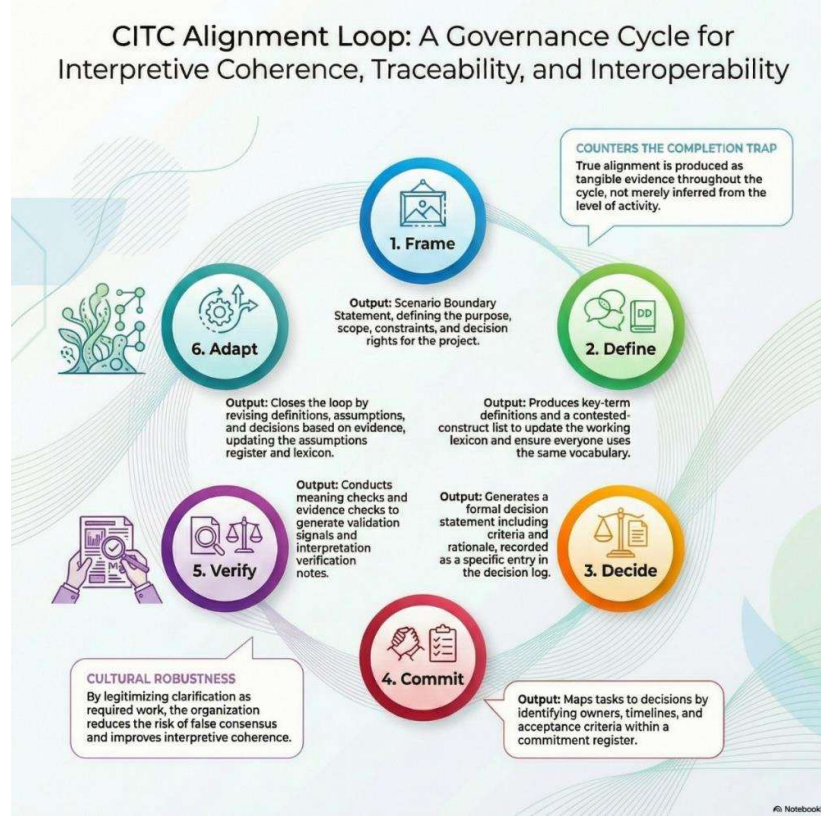 CITC Alignment Loop: A Governance Cycle for
Interpretive Coherence, Traceability, and Interoperability
COUNTERS THE COMPLETION TRAP
True alignment is produced as
tangible evidence throughout the
cycle, not merely inferred from the
level of activity.
1. Frame
Output: Scenario Boundary
Statement, defining the purpose,
scope, constraints, and decision
rights for the project.
DD
2. Define
Output: Produces key-term
definitions and a contested-
construct list to update the working
lexicon and ensure everyone uses
the same vocabulary.
3. Decide
Output: Generates a
formal decision
statement including
criteria and
rationale, recorded
as a specific entry in
the decision log.
4. Commit
Output: Maps tasks to decisions by
identifying owners, timelines, and
acceptance criteria within a
commitment register.
5. Verify
Output: Conducts
meaning checks and
evidence checks to
generate validation
signals and
interpretation
verification
notes.
CULTURAL ROBUSTNESS
By legitimizing clarification as
required work, the organization
reduces the risk of false consensus
and improves interpretive coherence.
6. Adapt
Output: Closes the loop by
revising definitions, assumptions,
and decisions based on evidence,
updating the assumptions
register and lexicon.
Notebook